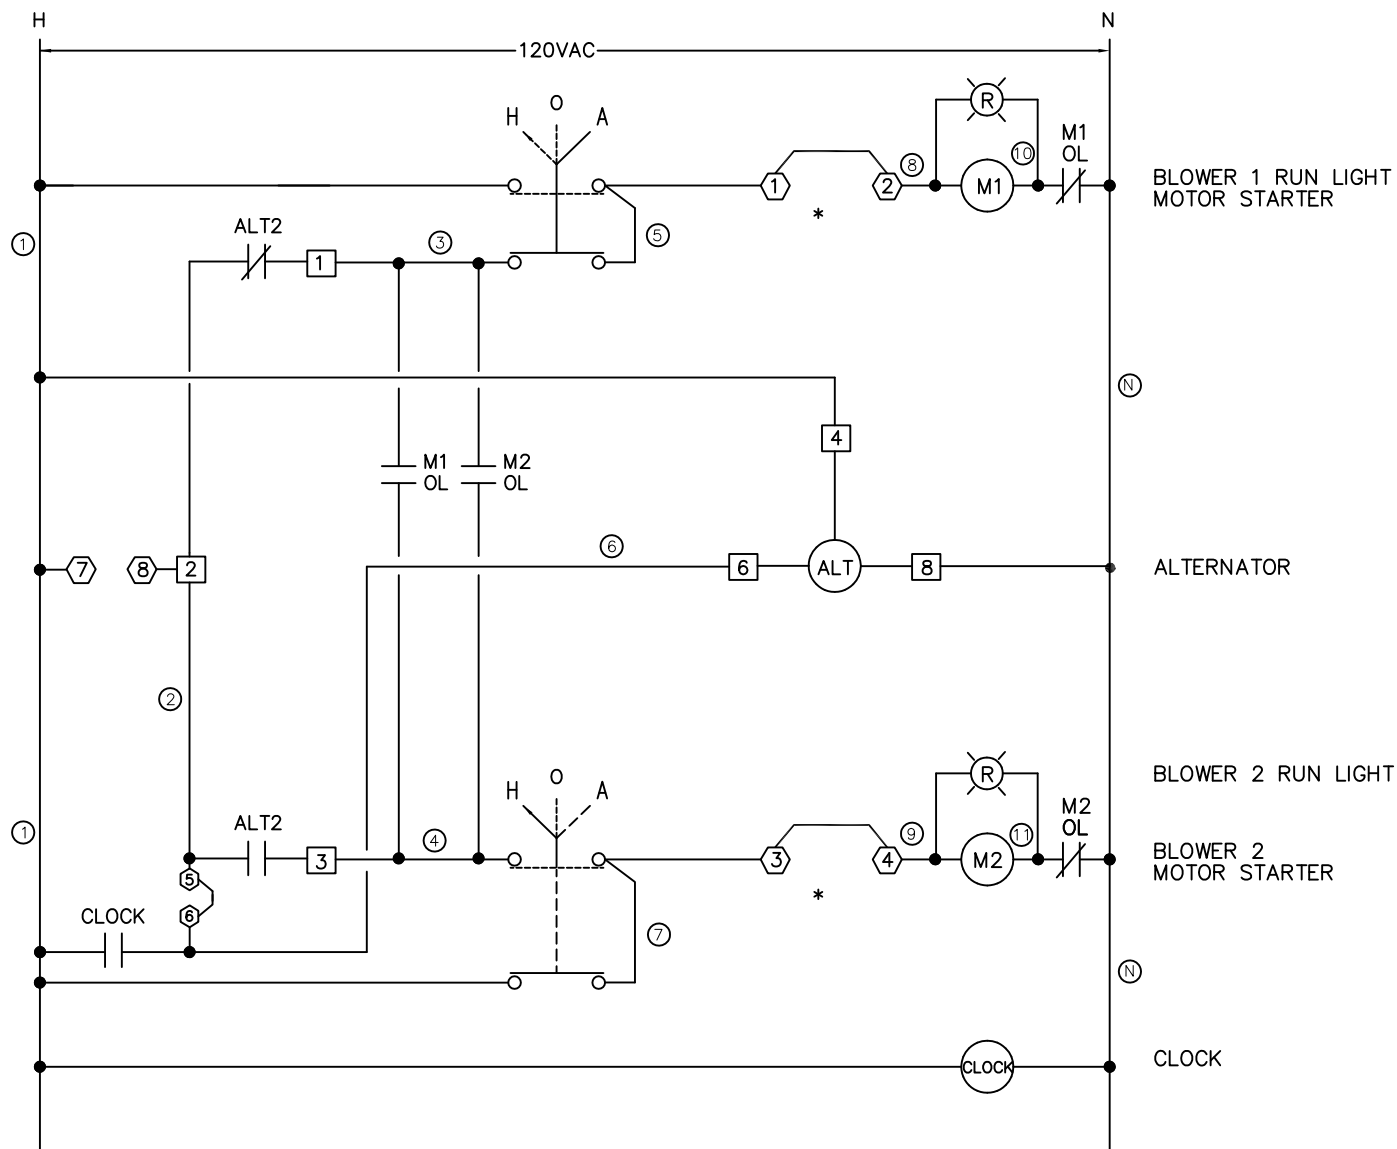 H N
120VAC
R
O
H A
M1
OL
10
8
1 2 M1
BLOWER 1 RUN LIGHT
MOTOR STARTER
*
ALT2
1
3
5
1
N
4
M1
OL
M2
OL
6
7 8 2
6 ALT 8
ALTERNATOR
2
R
BLOWER 2 RUN LIGHT
O
H A
M2
OL
1
ALT2
4
9
11
3
3 4 M2
BLOWER 2
MOTOR STARTER
5
*
CLOCK
6
7
N
CLOCK
CLOCK